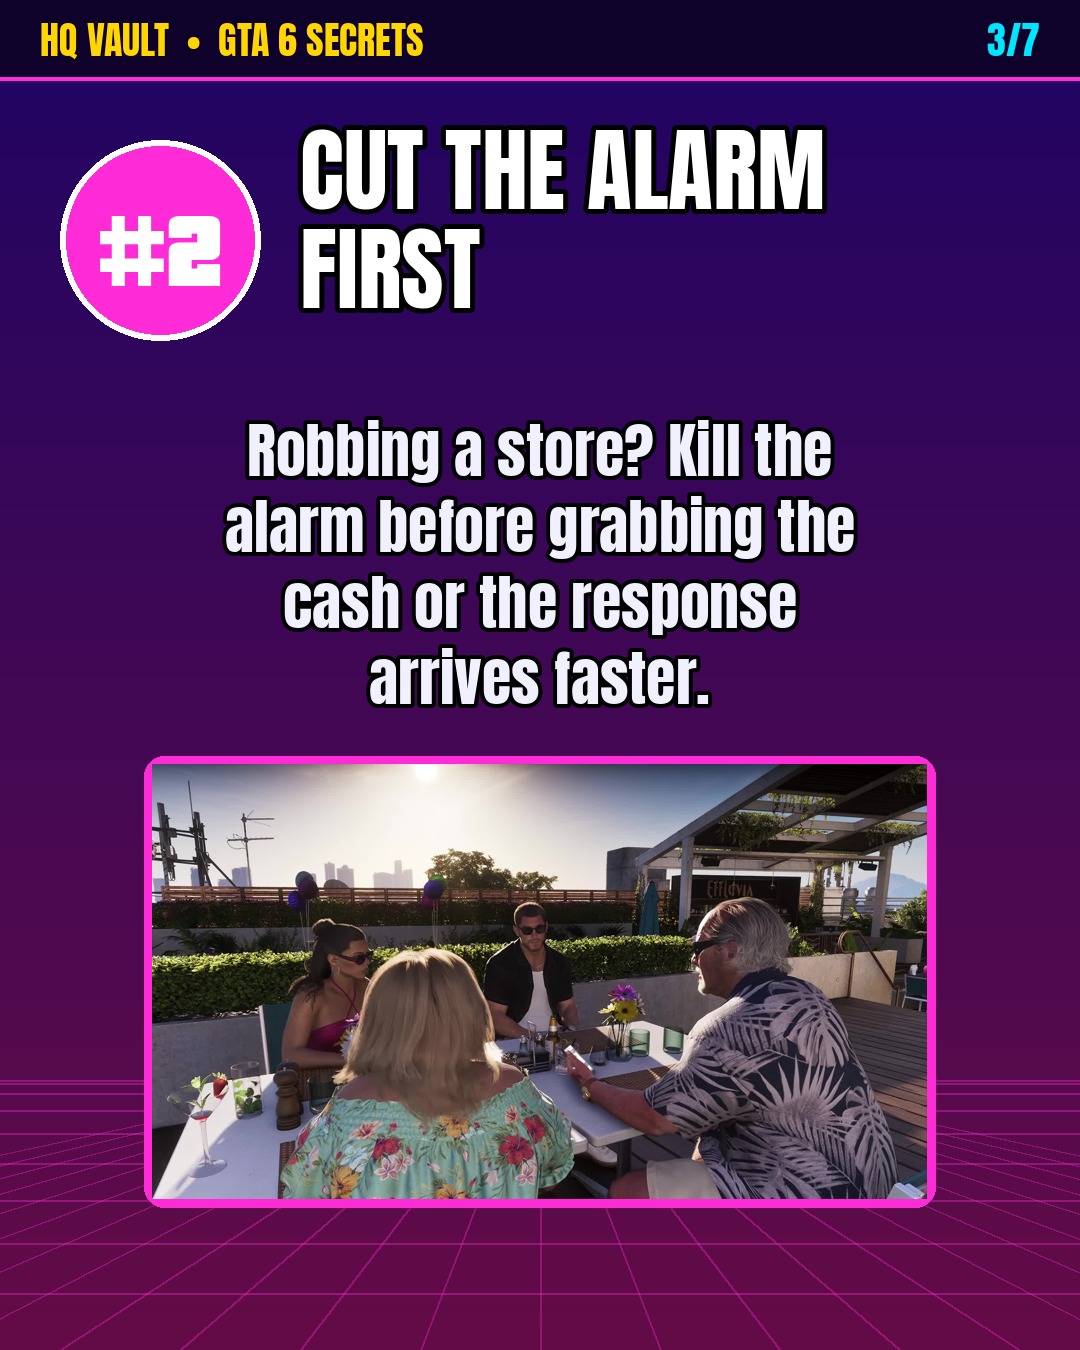 HQ VAULT • GTA 6 SECRETS
3/7
#2
CUT THE ALARM
FIRST
Robbing a store? Kill the
alarm before grabbing the
cash or the response
arrives faster.
EFFLUVIA